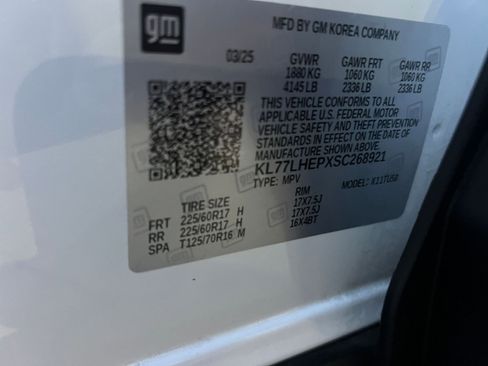 gm
MFD BY GM KOREA COMPANY
03/25 GVWR GAWR FRT GAWR RR
1880 KG 1060 KG 1060 KG
4145 LB 2336 LB 2336 LB
THIS VEHICLE CONFORMS TO ALL
APPLICABLE U.S. FEDERAL MOTOR
VEHICLE SAFETY AND THEFT
PREVENTION STANDARDS IN
EFFECT ON THE DATE OF
MANUFACTURE SHOWN ABOVE.
KL77LHEPXSC268921
TYPE: MPV MODEL:
TIRE SIZE RIM
FRT 225/60R17 H 17X7.5J
RR 225/60R17 H 17X7.5J
SPA T125/70R16 M 16X4BT